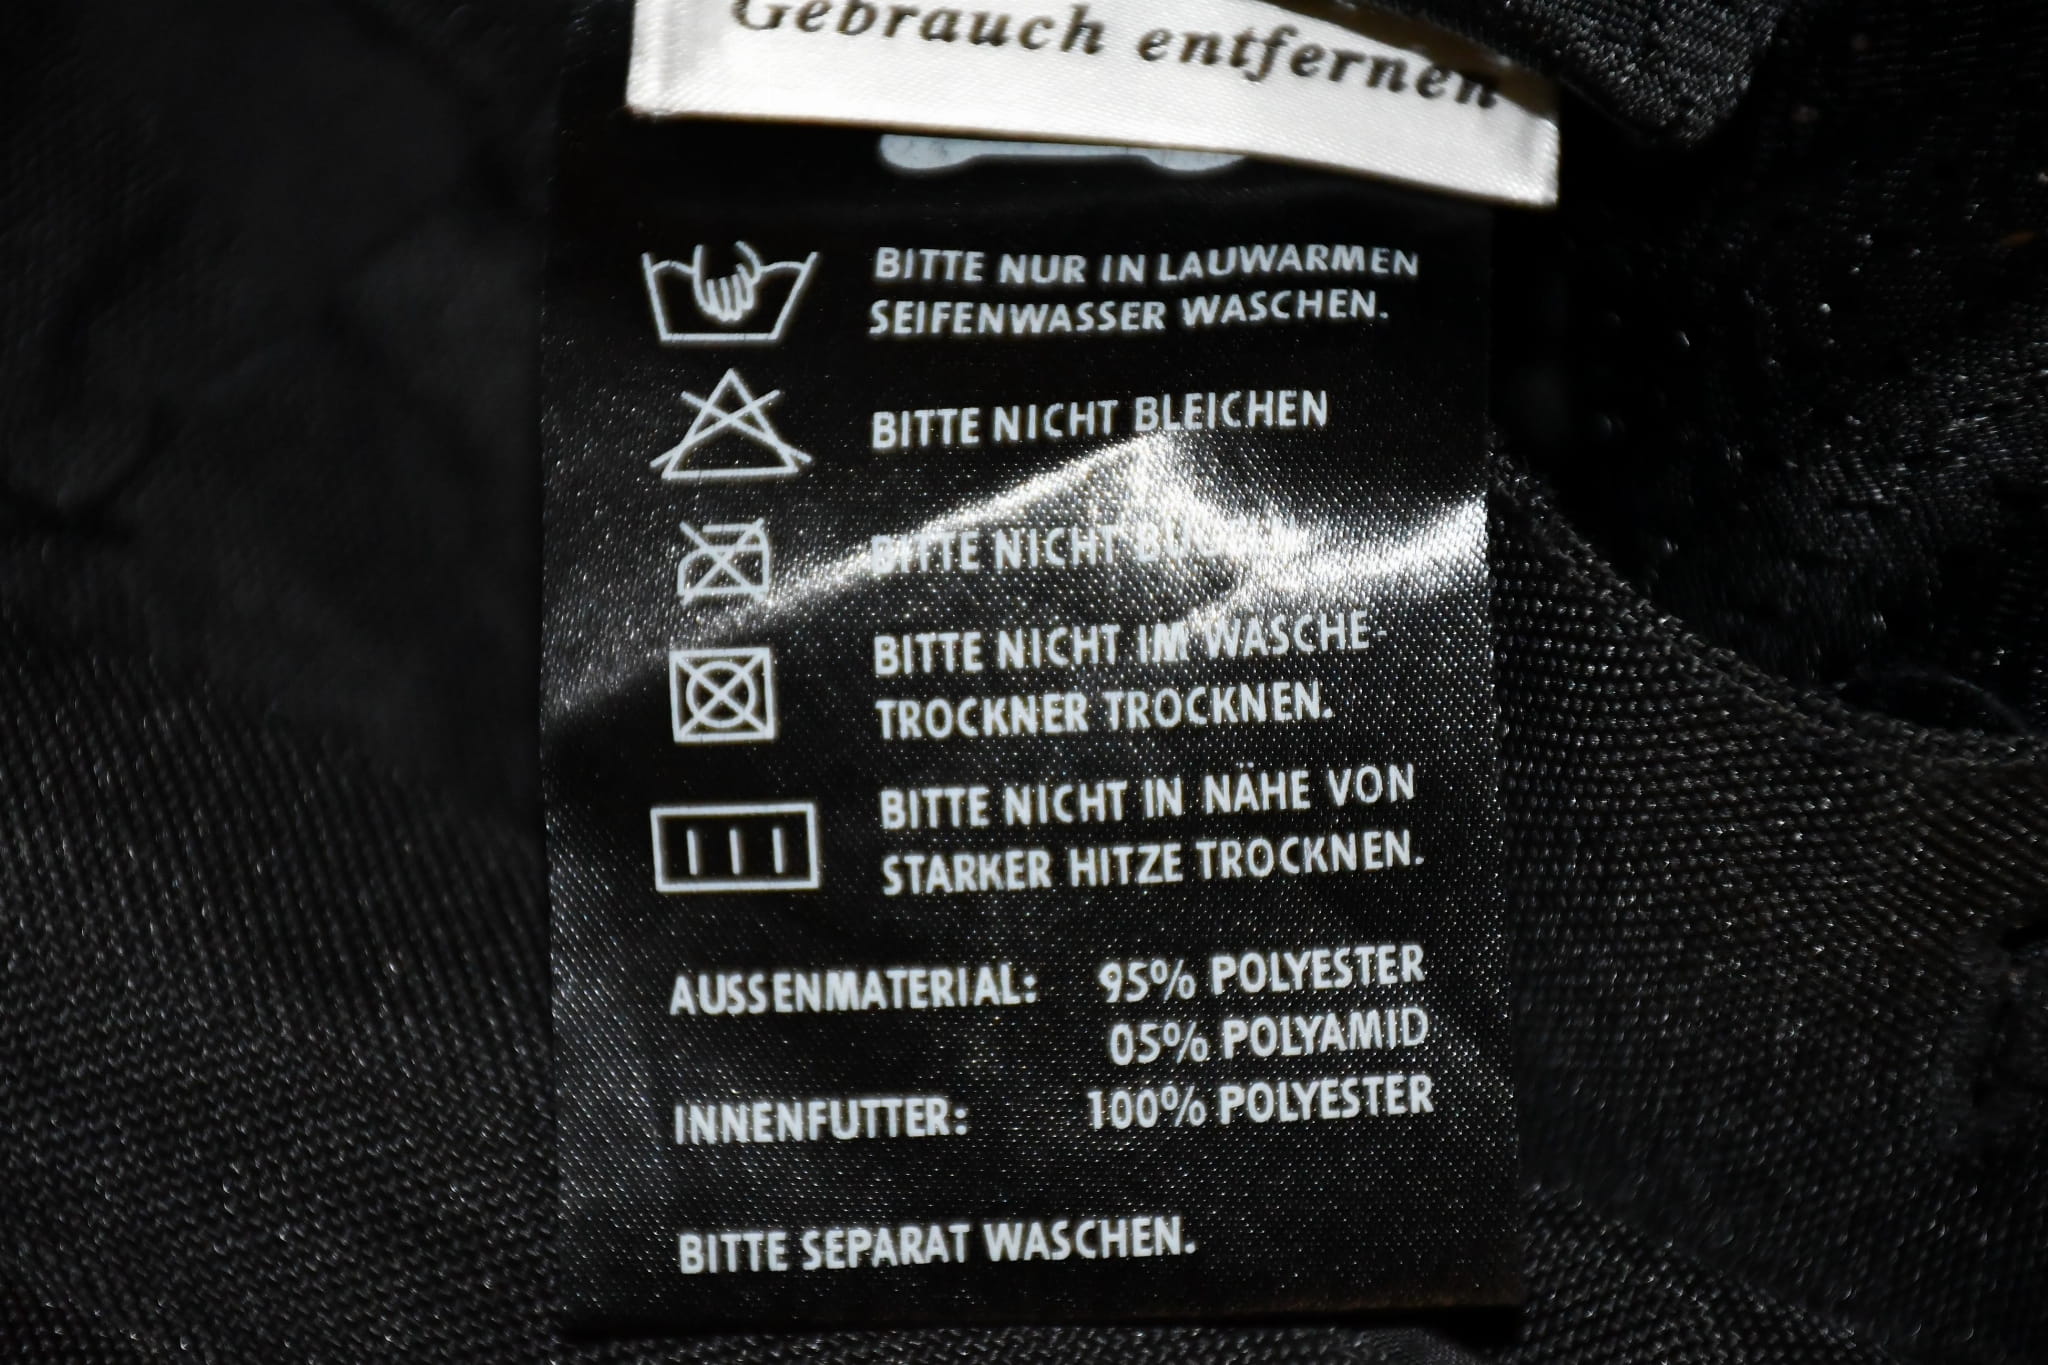 Gebrauch entfernen
BITTE NUR IN LAUWARMEN
SEIFENWASSER WASCHEN.
BITTE NICHT BLEICHEN
BITTE NICHT
BITTE NICHT IM WÄSCHE-
TROCKNER TROCKNEN.
BITTE NICHT IN NÄHE VON
STARKER HITZE TROCKNEN.
AUSSENMATERIAL: 95% POLYESTER
05% POLYAMID
INNENFUTTER: 100% POLYESTER
BITTE SEPARAT WASCHEN.